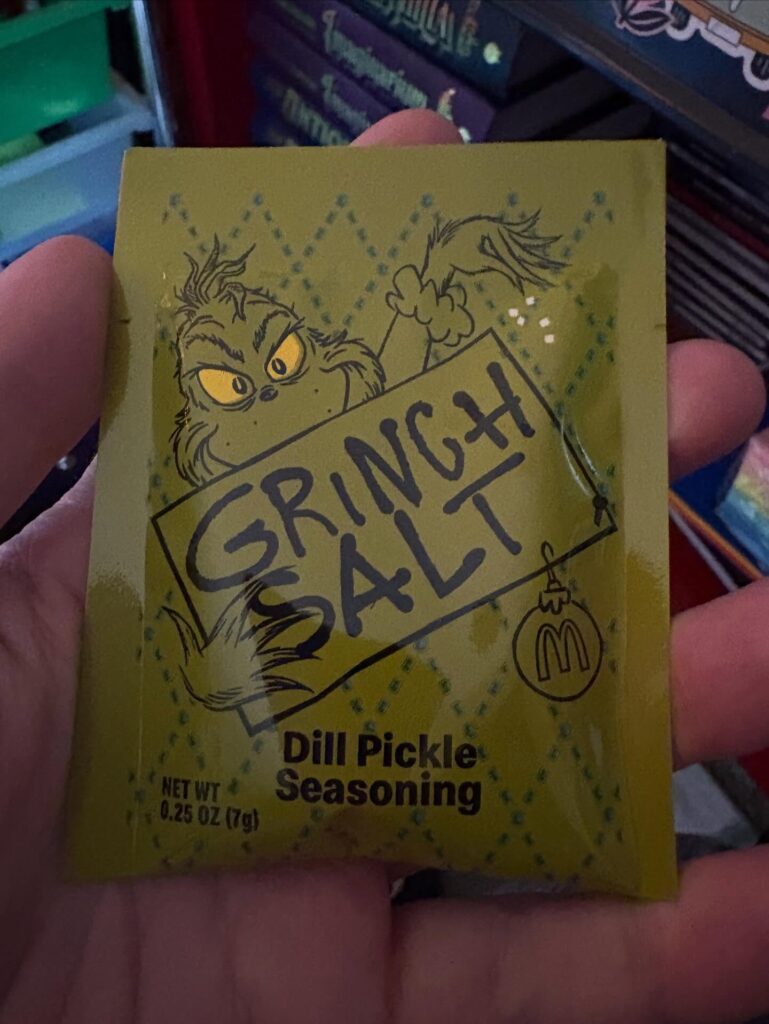 GRINCH
SALT
M
Dill Pickle
Seasoning
NET WT
0.25 OZ (7g)